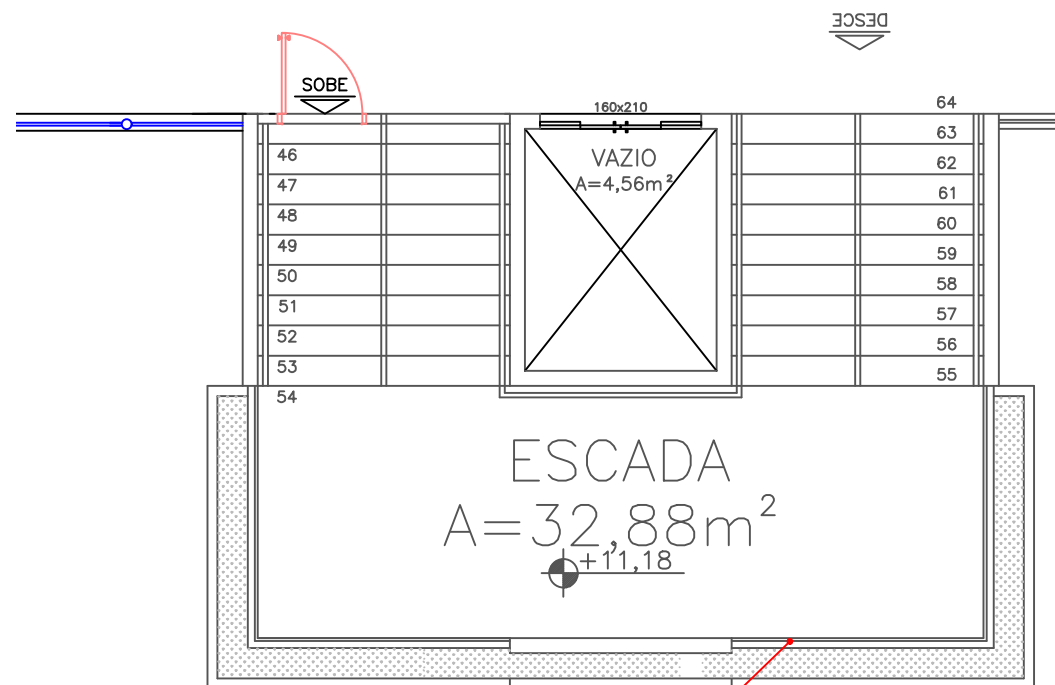 DESCE
SOBE
160x210
64
63
62
61
60
59
58
57
56
55
46
47
48
49
50
51
52
53
54
VAZIO
A=4,56m²
ESCADA
A=32,88m²
+11,18